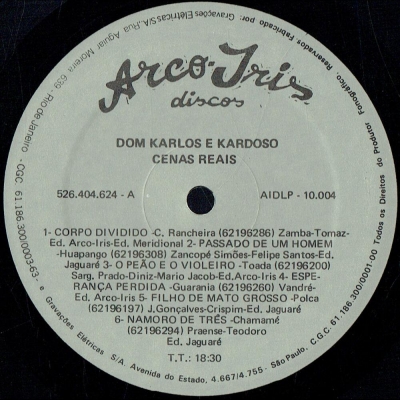 Reservados Fabricado por: Gravações Elétricas S/A. Rua Aguiar Moreira 639 - Rio de Janeiro - CGC 61.186.300/0003-63 - e Gravações Elétricas S/A Avenida do Estado, 4.667/4.755 - São Paulo. C.G.C. 61.186.300/0001-00 Todos os Direitos do Produtor Fonográfico.
Arco-Iris
discos
DOM KARLOS E KARDOSO
CENAS REAIS
526.404.624 - A
AIDLP - 10.004
1- CORPO DIVIDIDO -C. Rancheira (62196286) Zamba-Tomaz-
Ed. Arco-Iris-Ed. Meridional 2- PASSADO DE UM HOMEM
-Huapango (62196308) Zancopé Simões-Felipe Santos-Ed.
Jaguaré 3- O PEÃO E O VIOLEIRO -Toada (62196200)
Sarg. Prado-Diniz-Mario Jacob-Ed.Arco-Iris 4- ESPE-
RANÇA PERDIDA -Guarania (62196260) Vandré-
Ed. Arco-Iris 5- FILHO DE MATO GROSSO -Polca
(62196197) J,Gonçalves-Crispim-Ed. Jaguaré
6- NAMORO DE TRÊS -Chamamé
(62196294) Praense-Teodoro
Ed. Jaguaré
T.T.: 18:30